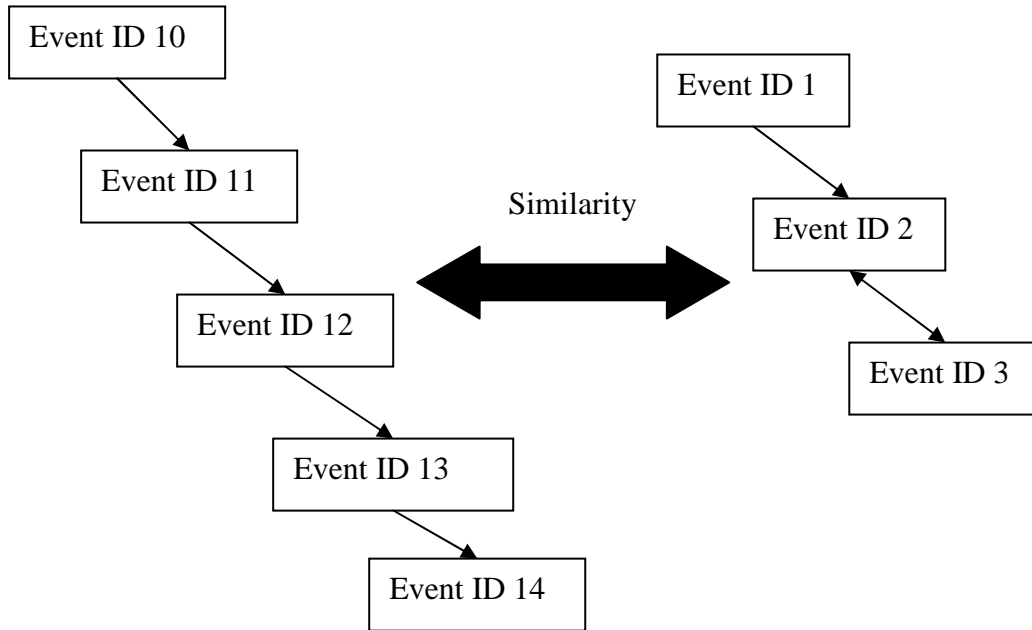 Event ID 10
Event ID 11
Event ID 12
Event ID 13
Event ID 14
Similarity
Event ID 1
Event ID 2
Event ID 3